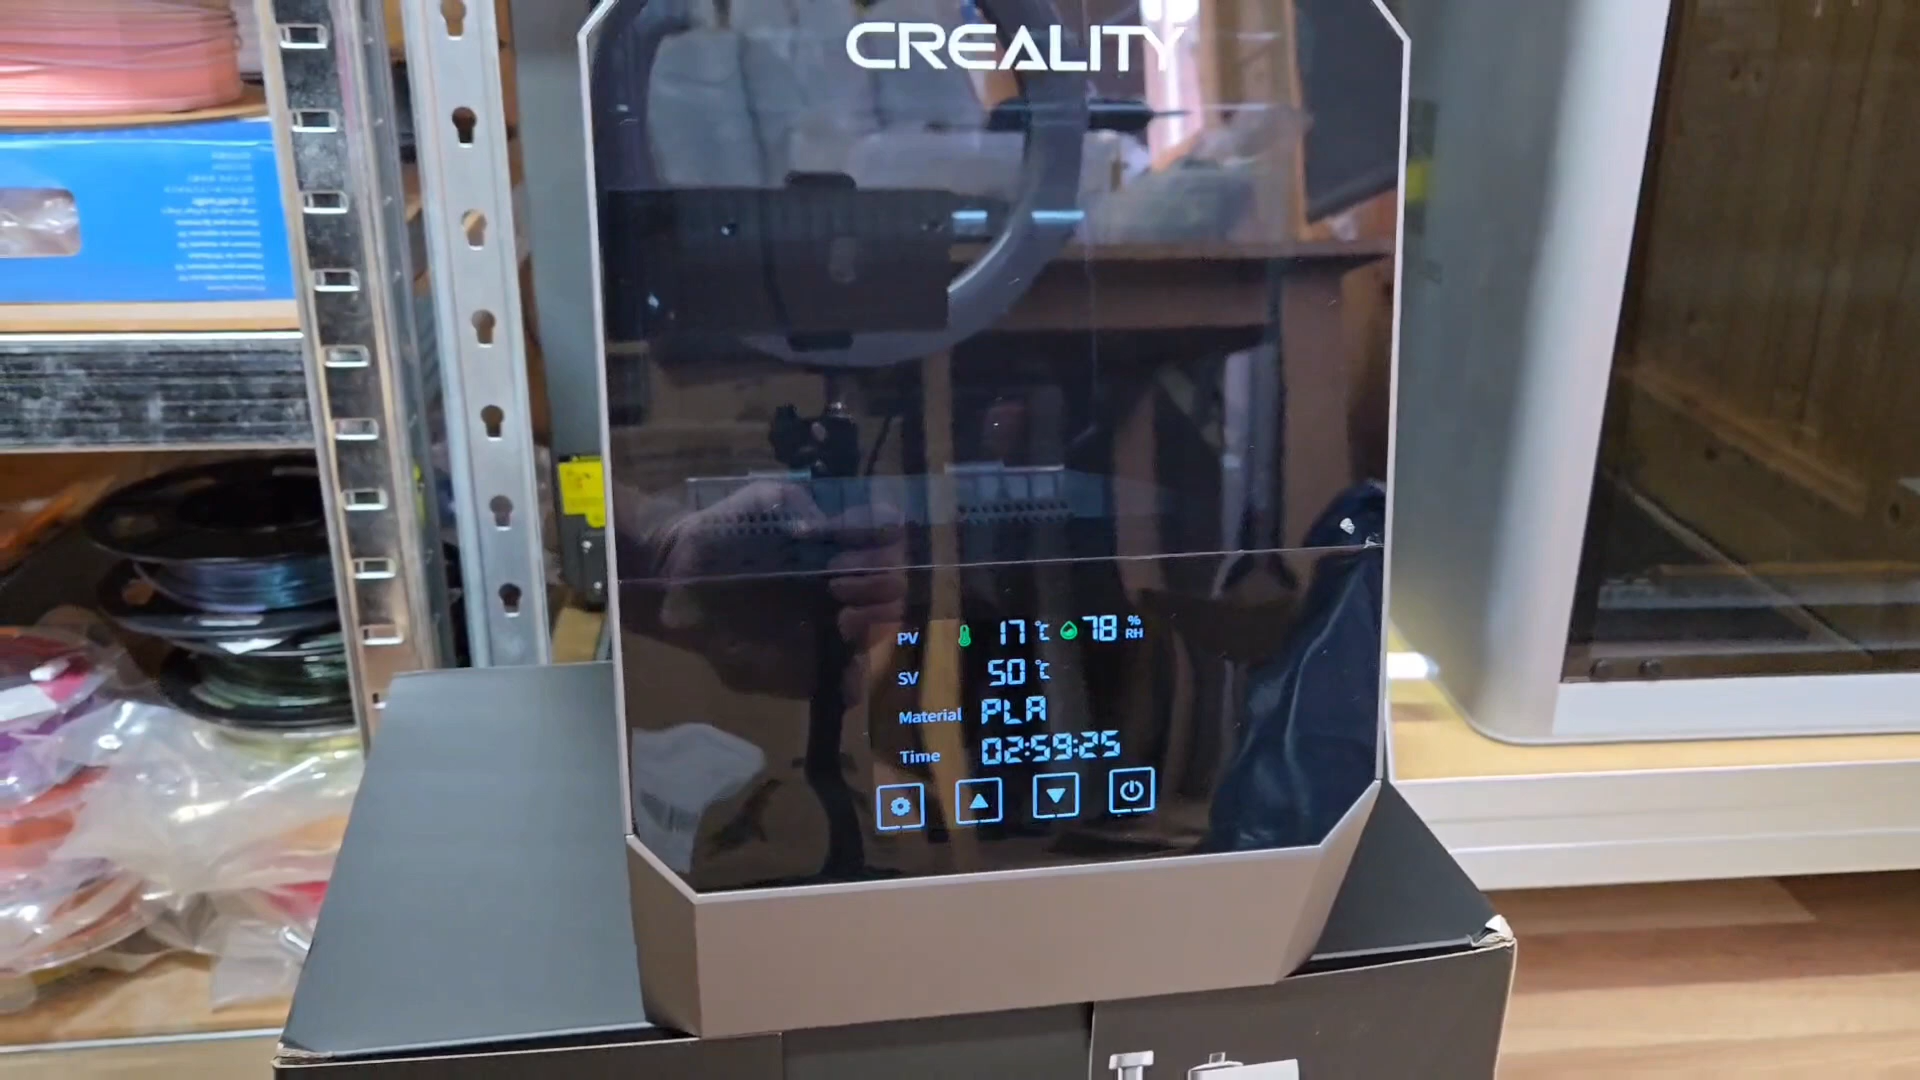 CREALITY
PV 17 ℃ 78 % RH
SV 50 ℃
Material PLA
Time 02:59:25